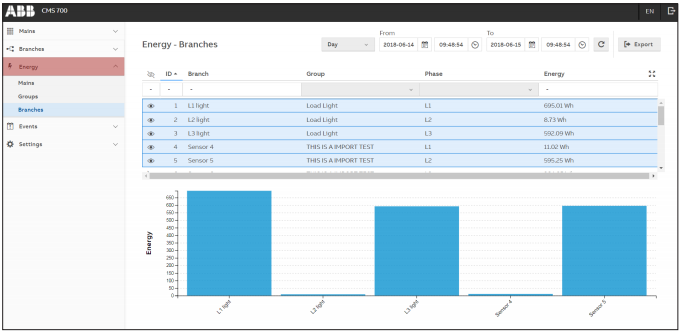 ABB CMS 700 EN
Mains
Branches
Energy
Mains
Groups
Branches
Events
Settings
Energy - Branches
From To
Day 2018-06-14 09:48:54 2018-06-15 09:48:54 Export
ID Branch Group Phase Energy
- - - -
1 L1 light Load Light L1 695.01 Wh
2 L2 light Load Light L2 8.73 Wh
3 L3 light Load Light L3 592.09 Wh
4 Sensor 4 THIS IS A IMPORT TEST L1 11.02 Wh
5 Sensor 5 THIS IS A IMPORT TEST L2 595.25 Wh
Energy
650
600
550
500
450
400
350
300
250
200
150
100
50
0
L1 light L2 light L3 light Sensor 4 Sensor 5